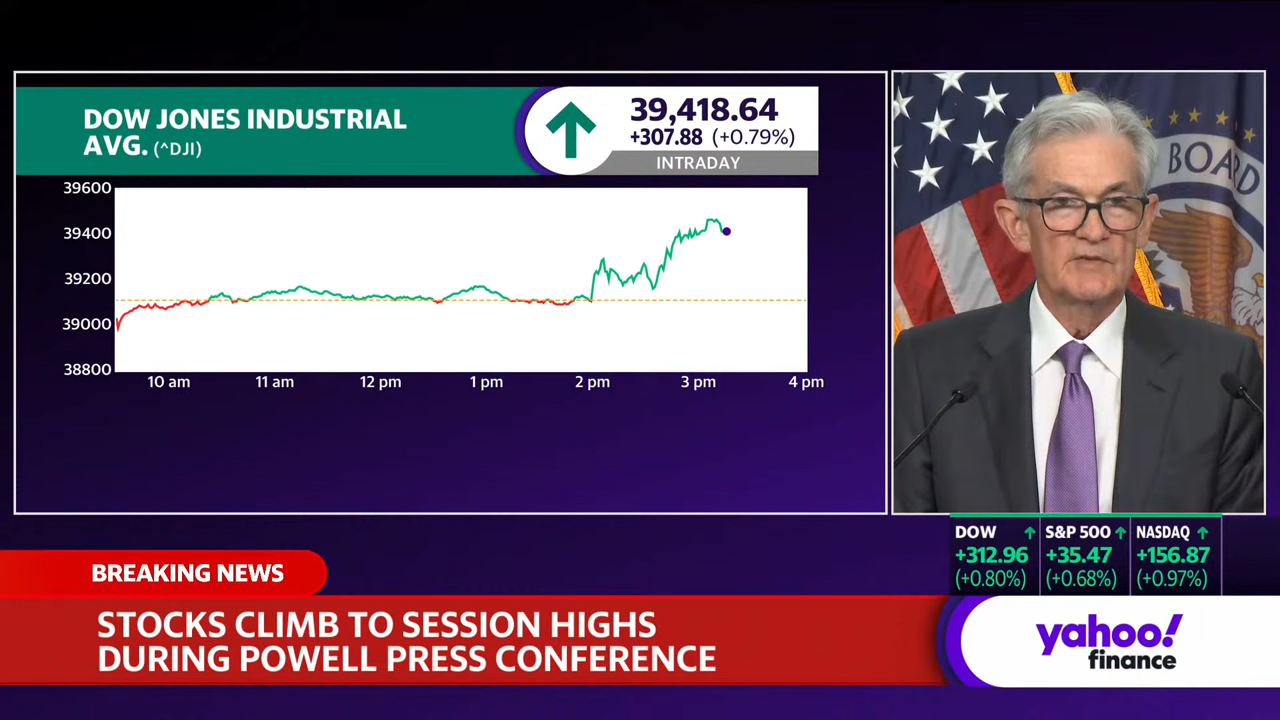 DOW JONES INDUSTRIAL
AVG. (^DJI)
39,418.64
+307.88 (+0.79%)
INTRADAY
39600
39400
39200
39000
38800
10 am 11 am 12 pm 1 pm 2 pm 3 pm 4 pm
BOARD
DOW S&P 500 NASDAQ
+312.96 +35.47 +156.87
(+0.80%) (+0.68%) (+0.97%)
BREAKING NEWS
STOCKS CLIMB TO SESSION HIGHS
DURING POWELL PRESS CONFERENCE
yahoo!
finance